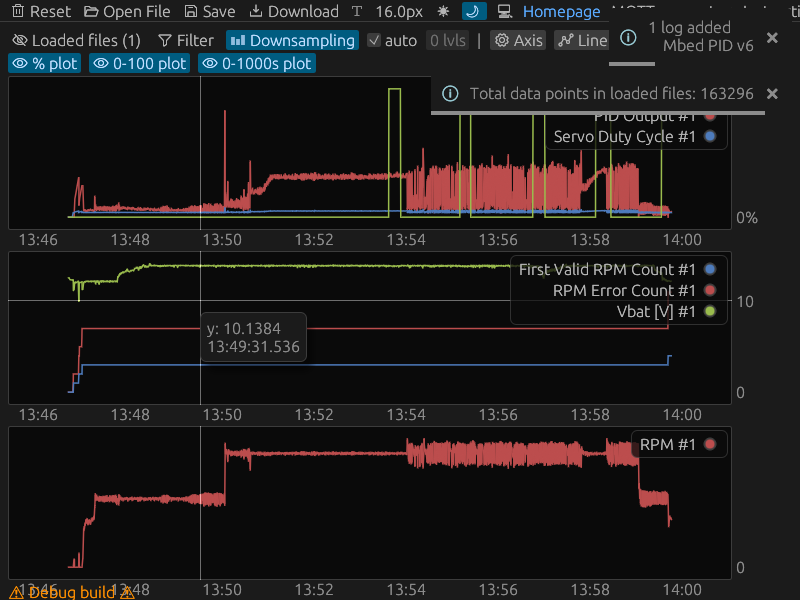 Reset Open File Save Download T 16.0px Homepage
1 log added
Mbed PID v6
Loaded files (1) Filter Downsampling auto 0 lvls | Axis Line
% plot 0-100 plot 0-1000s plot
Total data points in loaded files: 163296
PID Output #1
Servo Duty Cycle #1
0%
13:46 13:48 13:50 13:52 13:54 13:56 13:58 14:00
First Valid RPM Count #1
RPM Error Count #1
Vbat [V] #1
10
y: 10.1384
13:49:31.536
0
13:46 13:48 13:50 13:52 13:54 13:56 13:58 14:00
RPM #1
0
13:46 13:48 13:50 13:52 13:54 13:56 13:58 14:00
Debug build